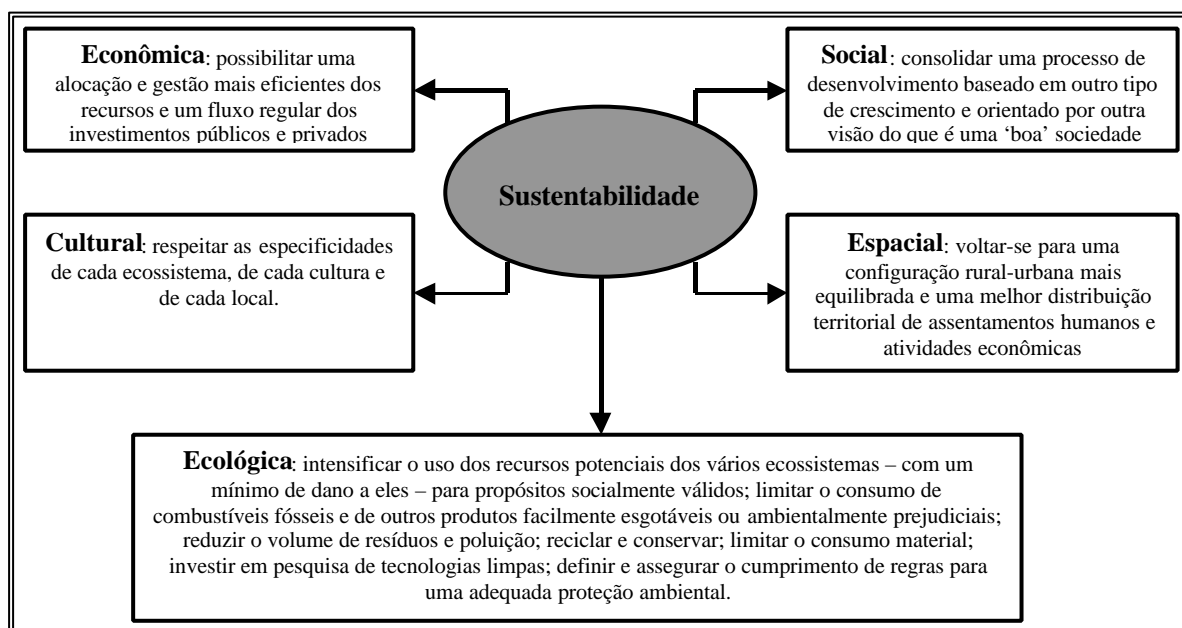 Econômica: possibilitar uma
alocação e gestão mais eficientes dos
recursos e um fluxo regular dos
investimentos públicos e privados
Social: consolidar uma processo de
desenvolvimento baseado em outro tipo
de crescimento e orientado por outra
visão do que é uma ‘boa’ sociedade
Sustentabilidade
Cultural: respeitar as especificidades
de cada ecossistema, de cada cultura e
de cada local.
Espacial: voltar-se para uma
configuração rural-urbana mais
equilibrada e uma melhor distribuição
territorial de assentamentos humanos e
atividades econômicas
Ecológica: intensificar o uso dos recursos potenciais dos vários ecossistemas – com um
mínimo de dano a eles – para propósitos socialmente válidos; limitar o consumo de
combustíveis fósseis e de outros produtos facilmente esgotáveis ou ambientalmente prejudiciais;
reduzir o volume de resíduos e poluição; reciclar e conservar; limitar o consumo material;
investir em pesquisa de tecnologias limpas; definir e assegurar o cumprimento de regras para
uma adequada proteção ambiental.